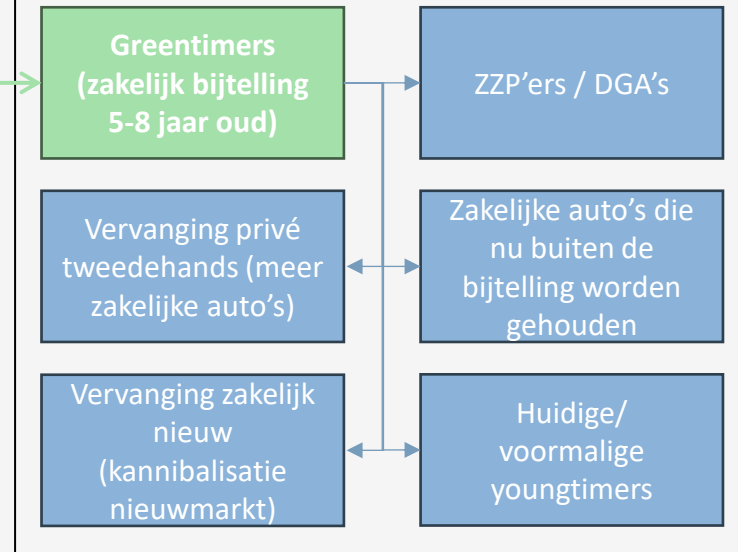 Greentimers
(zakelijk bijtelling
5-8 jaar oud)
ZZP’ers / DGA’s
Vervanging privé
tweedehands (meer
zakelijke auto’s)
Zakelijke auto’s die
nu buiten de
bijtelling worden
gehouden
Vervanging zakelijk
nieuw
(kannibalisatie
nieuwmarkt)
Huidige/
voormalige
youngtimers